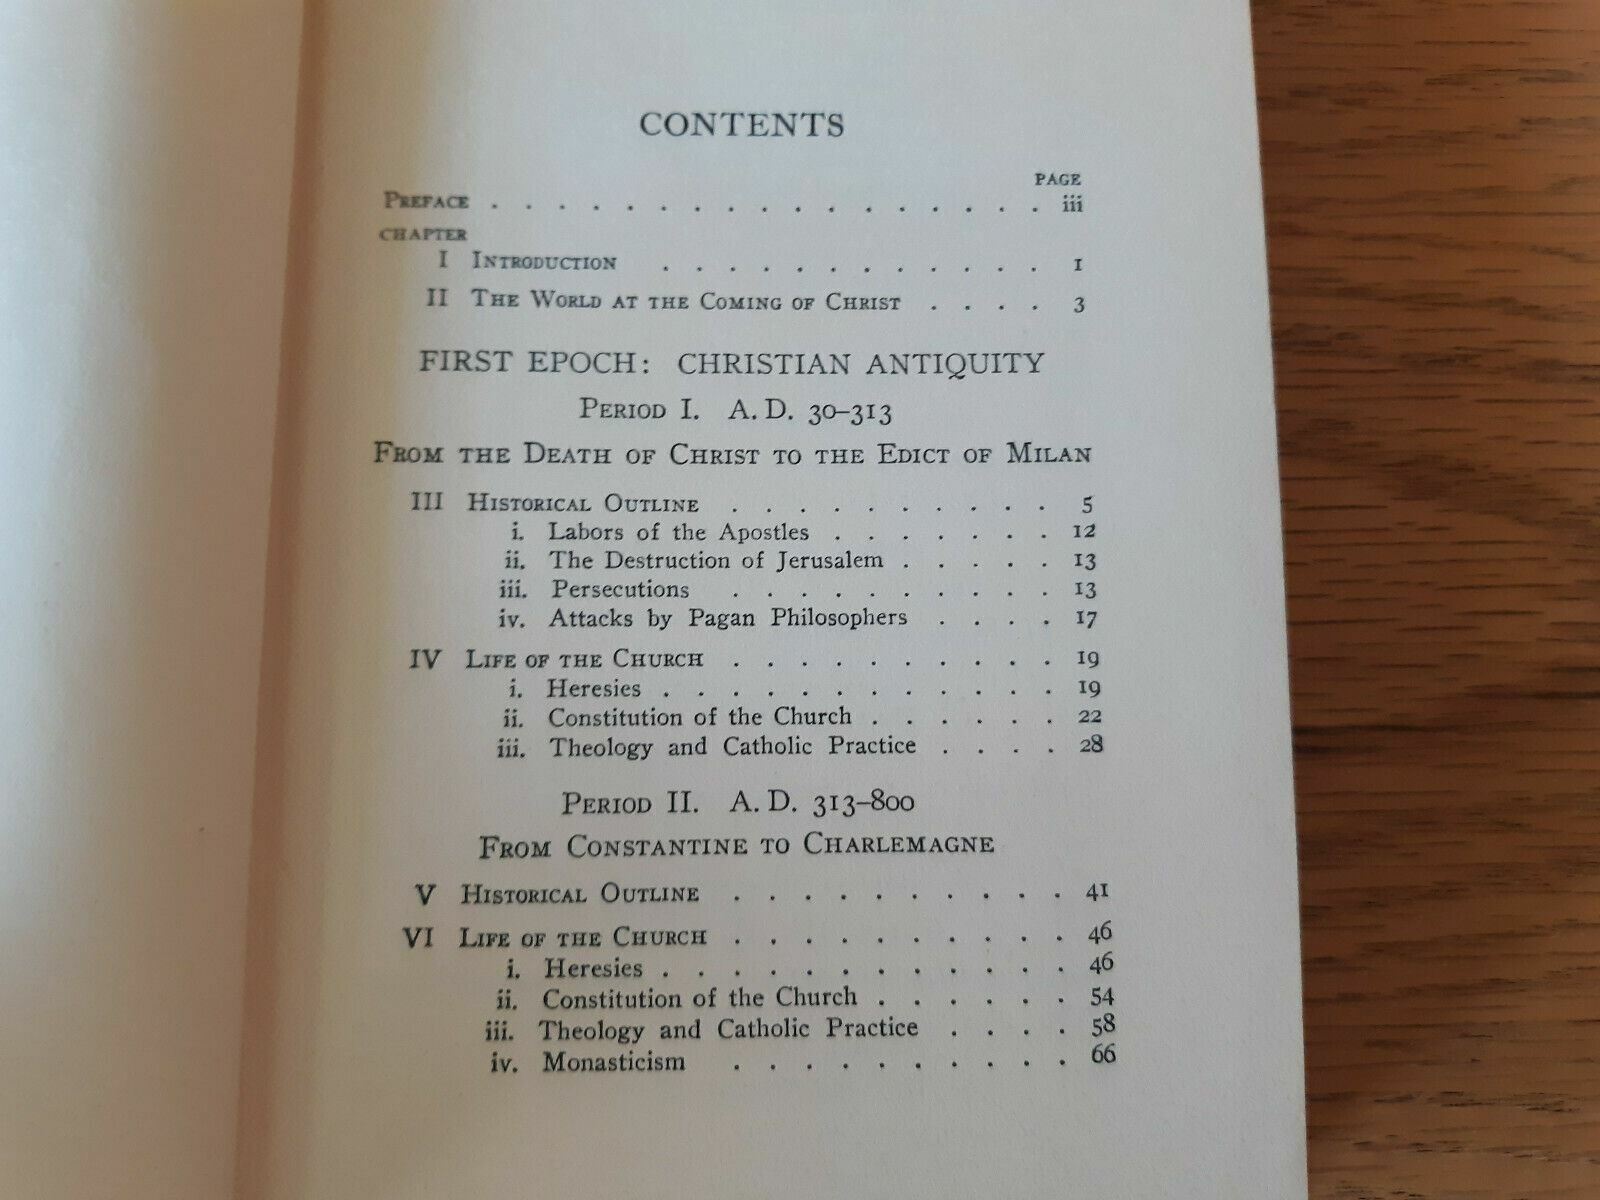 CONTENTS
PAGE
PREFACE . . . . . . . . . . . . . . . . . iii
CHAPTER
I INTRODUCTION . . . . . . . . . . . . 1
II THE WORLD AT THE COMING OF CHRIST . . . . 3
FIRST EPOCH: CHRISTIAN ANTIQUITY
PERIOD I. A. D. 30–313
FROM THE DEATH OF CHRIST TO THE EDICT OF MILAN
III HISTORICAL OUTLINE . . . . . . . . . . 5
i. Labors of the Apostles . . . . . . . 12
ii. The Destruction of Jerusalem . . . . . 13
iii. Persecutions . . . . . . . . . . 13
iv. Attacks by Pagan Philosophers . . . . 17
IV LIFE OF THE CHURCH . . . . . . . . . . 19
i. Heresies . . . . . . . . . . . . 19
ii. Constitution of the Church . . . . . . 22
iii. Theology and Catholic Practice . . . . 28
PERIOD II. A. D. 313–800
FROM CONSTANTINE TO CHARLEMAGNE
V HISTORICAL OUTLINE . . . . . . . . . . 41
VI LIFE OF THE CHURCH . . . . . . . . . . 46
i. Heresies . . . . . . . . . . . . 46
ii. Constitution of the Church . . . . . . 54
iii. Theology and Catholic Practice . . . . 58
iv. Monasticism . . . . . . . . . . 66